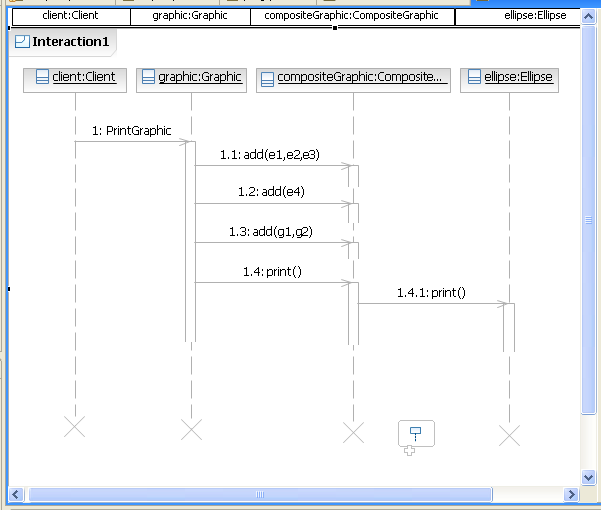 client:Client graphic:Graphic compositeGraphic:CompositeGraphic ellipse:Ellipse
Interaction1
client:Client graphic:Graphic compositeGraphic:Composite... ellipse:Ellipse
1: PrintGraphic
1.1: add(e1,e2,e3)
1.2: add(e4)
1.3: add(g1,g2)
1.4: print()
1.4.1: print()